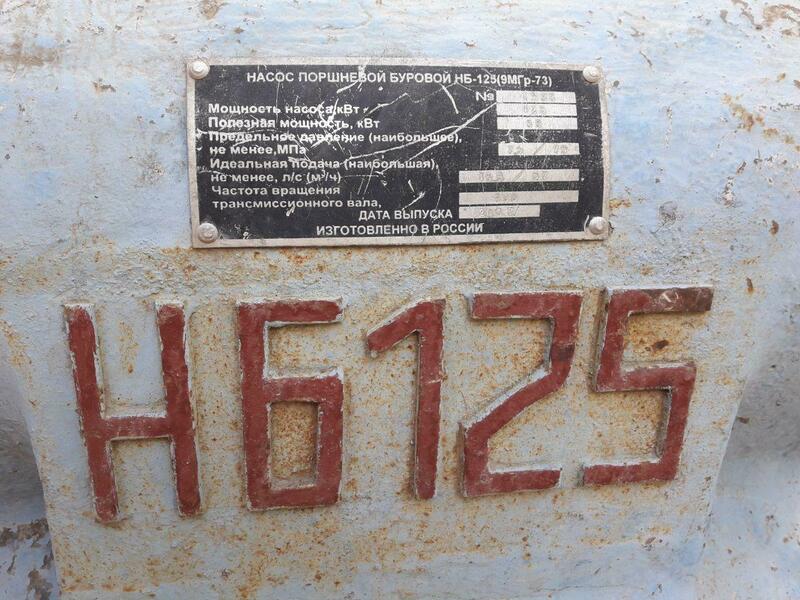 НАСОС ПОРШНЕВОЙ БУРОВОЙ НБ-125(9МГр-73)
№
Мощность насоса,кВт
Полезная мощность, кВт
Предельное давление (наибольшее),
не менее,МПа
Идеальная подача (наибольшая),
не менее, л/с (м³/ч)
Частота вращения
трансмиссионного вала,
ДАТА ВЫПУСКА
ИЗГОТОВЛЕННО В РОССИИ
НБ125